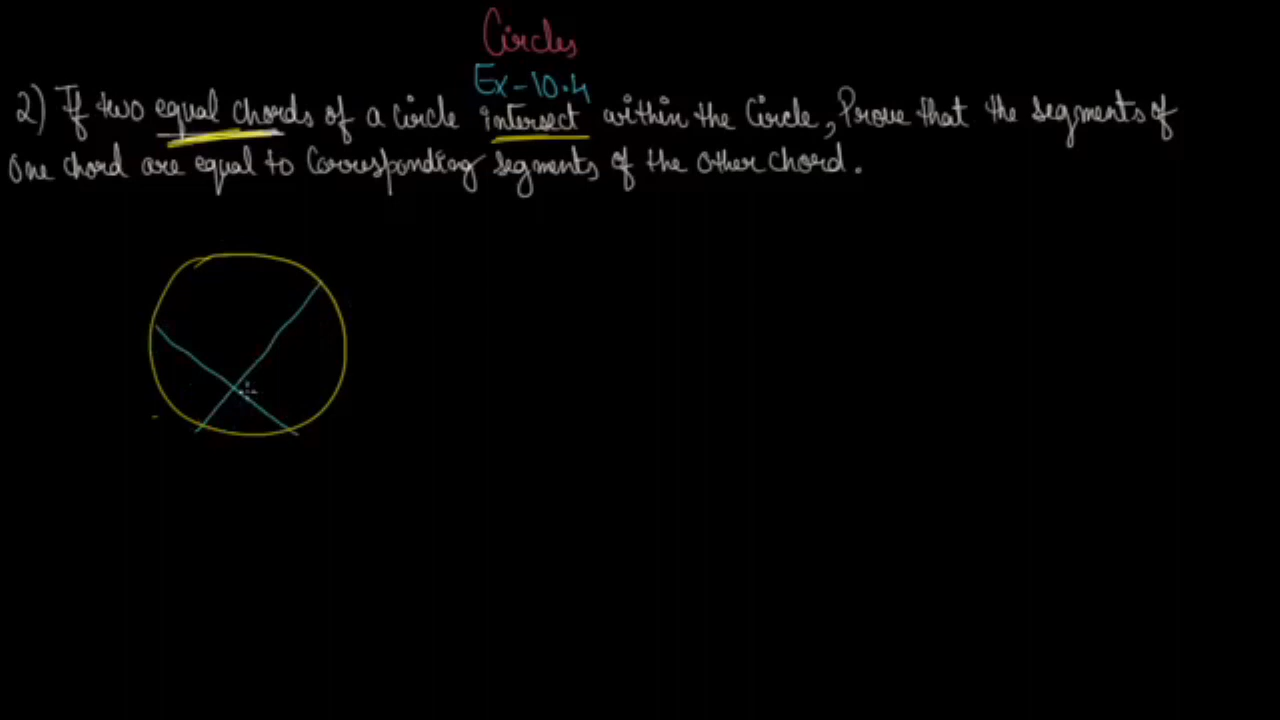 Circles
Ex-10.4
2) If two equal chords of a circle intersect within the Circle, Prove that the segments of
one chord are equal to Corresponding segments of the other chord.